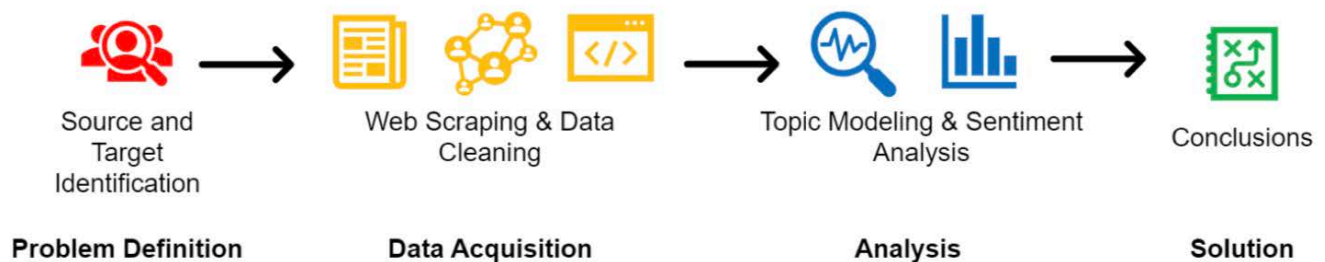 Source and
Target
Identification
Web Scraping & Data
Cleaning
Topic Modeling & Sentiment
Analysis
Conclusions
Problem Definition
Data Acquisition
Analysis
Solution